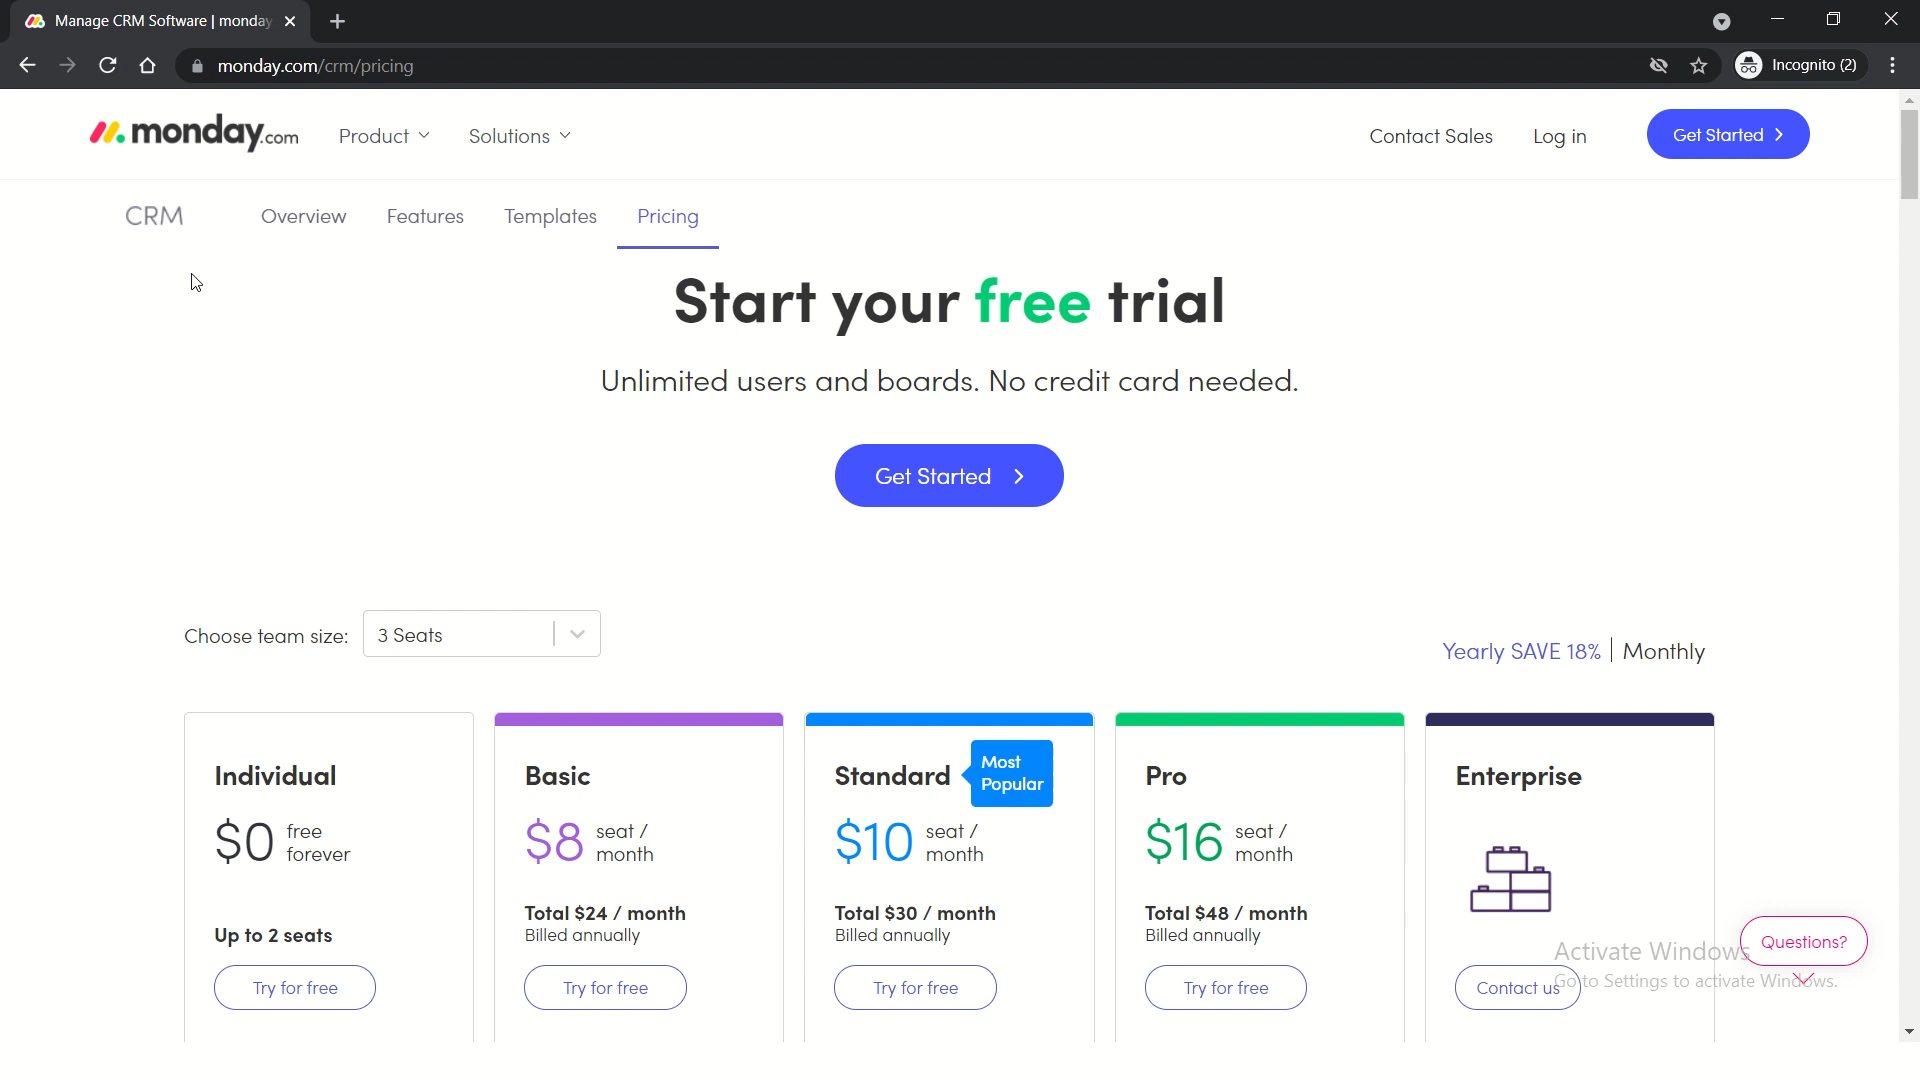 Manage CRM Software | monday
monday.com/crm/pricing
Incognito (2)
monday.com
Product
Solutions
Contact Sales
Log in
Get Started
CRM
Overview
Features
Templates
Pricing
Start your free trial
Unlimited users and boards. No credit card needed.
Get Started
Choose team size:
3 Seats
Yearly SAVE 18% | Monthly
Individual
$0 free
forever
Up to 2 seats
Try for free
Basic
$8 seat /
month
Total $24 / month
Billed annually
Try for free
Standard
Most
Popular
$10 seat /
month
Total $30 / month
Billed annually
Try for free
Pro
$16 seat /
month
Total $48 / month
Billed annually
Try for free
Enterprise
Contact us
Questions?
Activate Windows
Go to Settings to activate Windows.